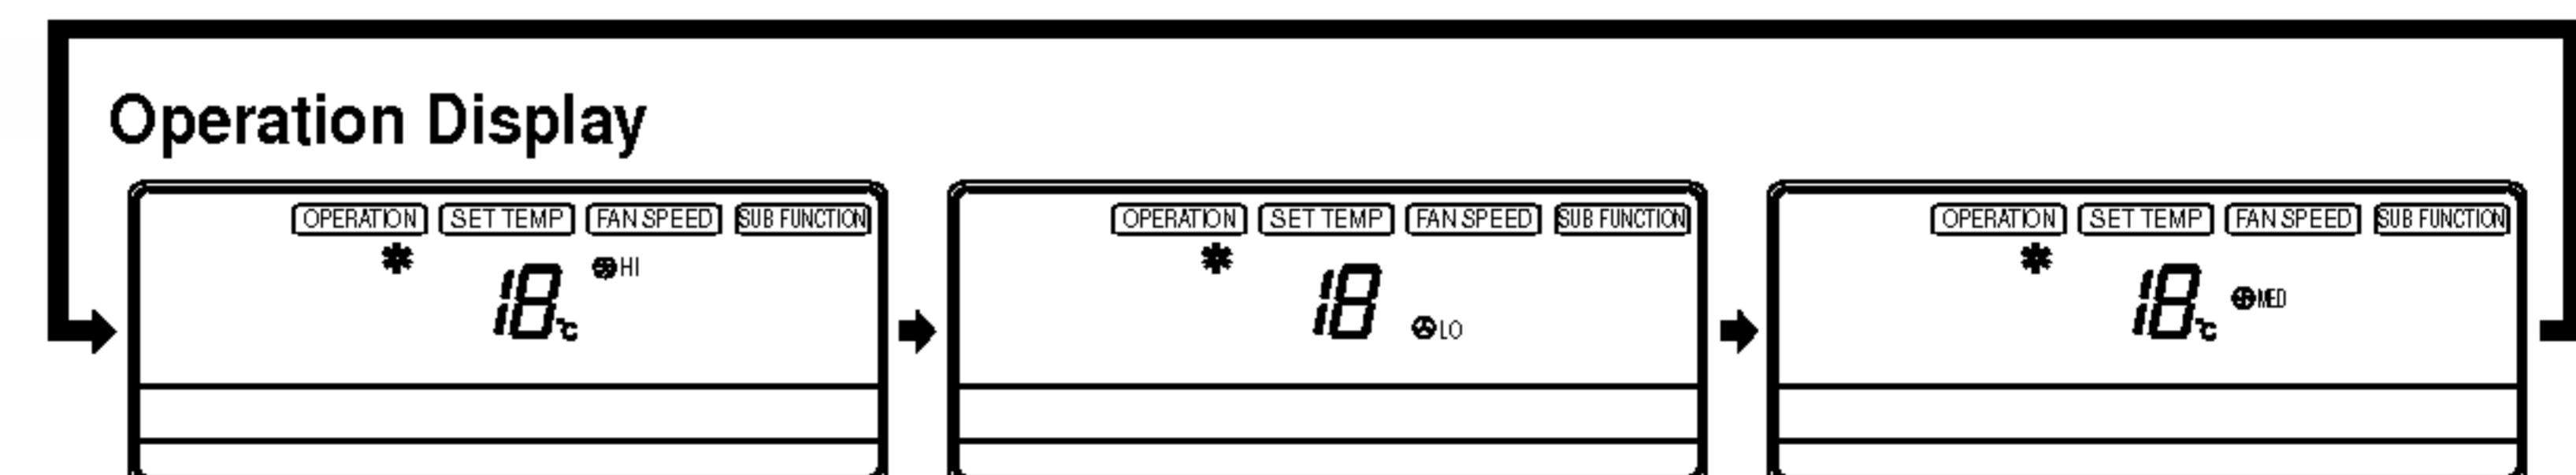 Operation Display
OPERATION SET TEMP FAN SPEED SUB FUNCTION
18°C HI
OPERATION SET TEMP FAN SPEED SUB FUNCTION
18 LO
OPERATION SET TEMP FAN SPEED SUB FUNCTION
18°C MED